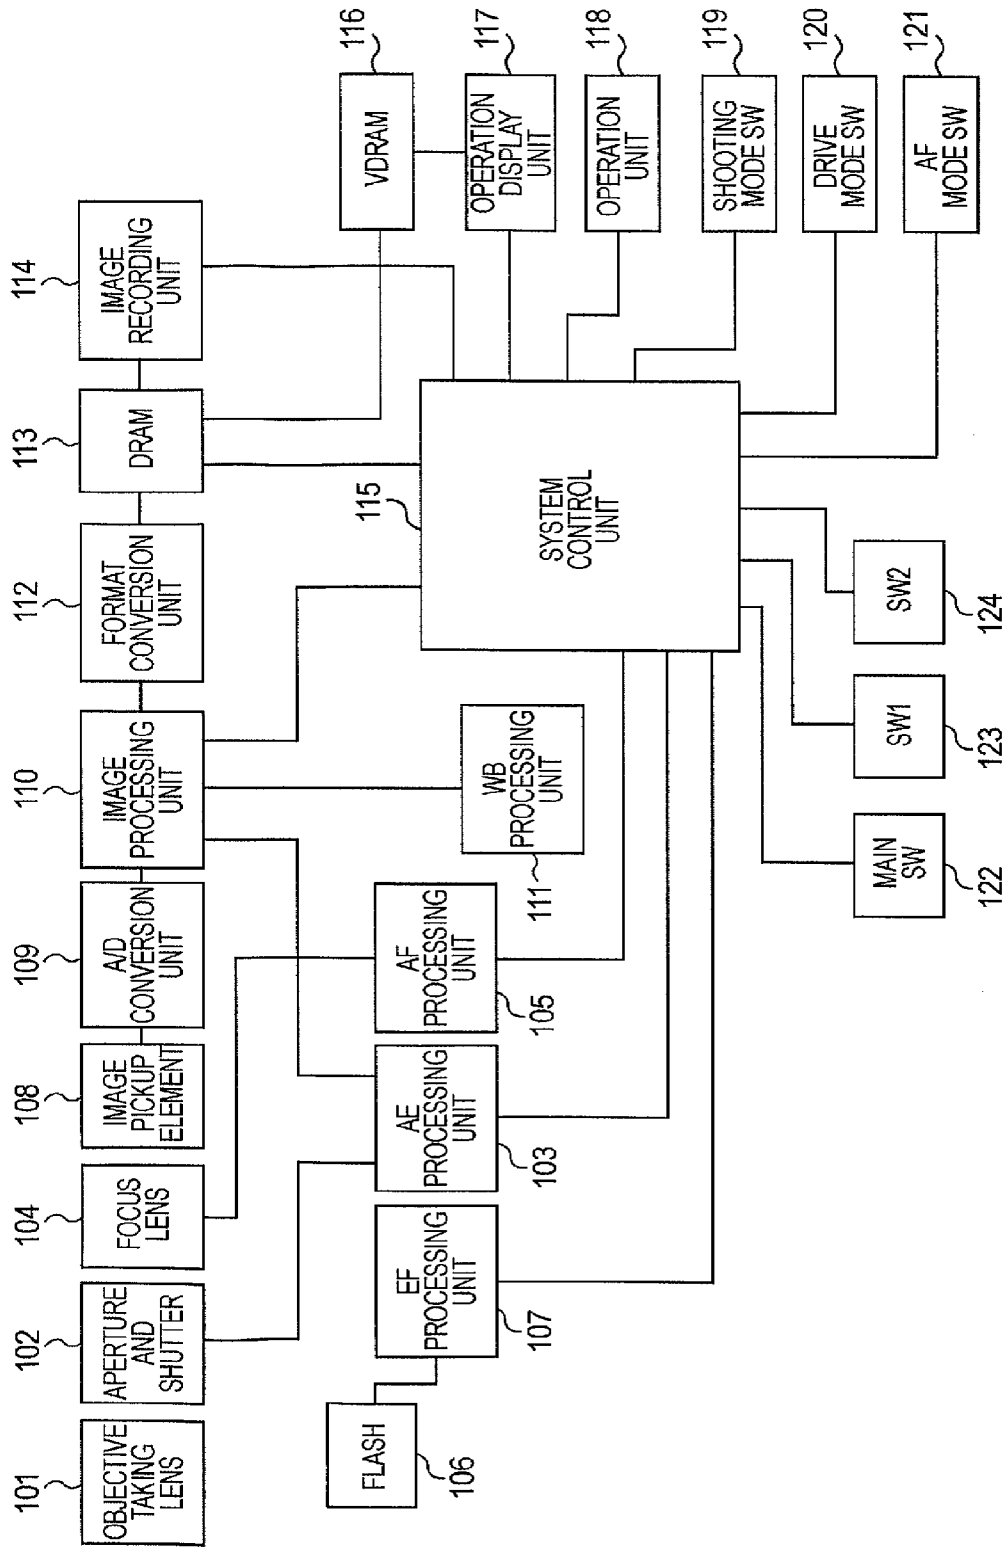 101
OBJECTIVE
TAKING
LENS
102
APERTURE
AND
SHUTTER
104
FOCUS
LENS
108
IMAGE
PICKUP
ELEMENT
109
A/D
CONVERSION
UNIT
110
IMAGE
PROCESSING
UNIT
112
FORMAT
CONVERSION
UNIT
113
DRAM
114
IMAGE
RECORDING
UNIT
FLASH
106
EF
PROCESSING
UNIT
107
AE
PROCESSING
UNIT
103
AF
PROCESSING
UNIT
105
WB
PROCESSING
UNIT
111
115
SYSTEM
CONTROL
UNIT
116
VDRAM
117
OPERATION
DISPLAY
UNIT
118
OPERATION
UNIT
119
SHOOTING
MODE SW
120
DRIVE
MODE SW
121
AF
MODE SW
MAIN
SW
122
SW1
123
SW2
124